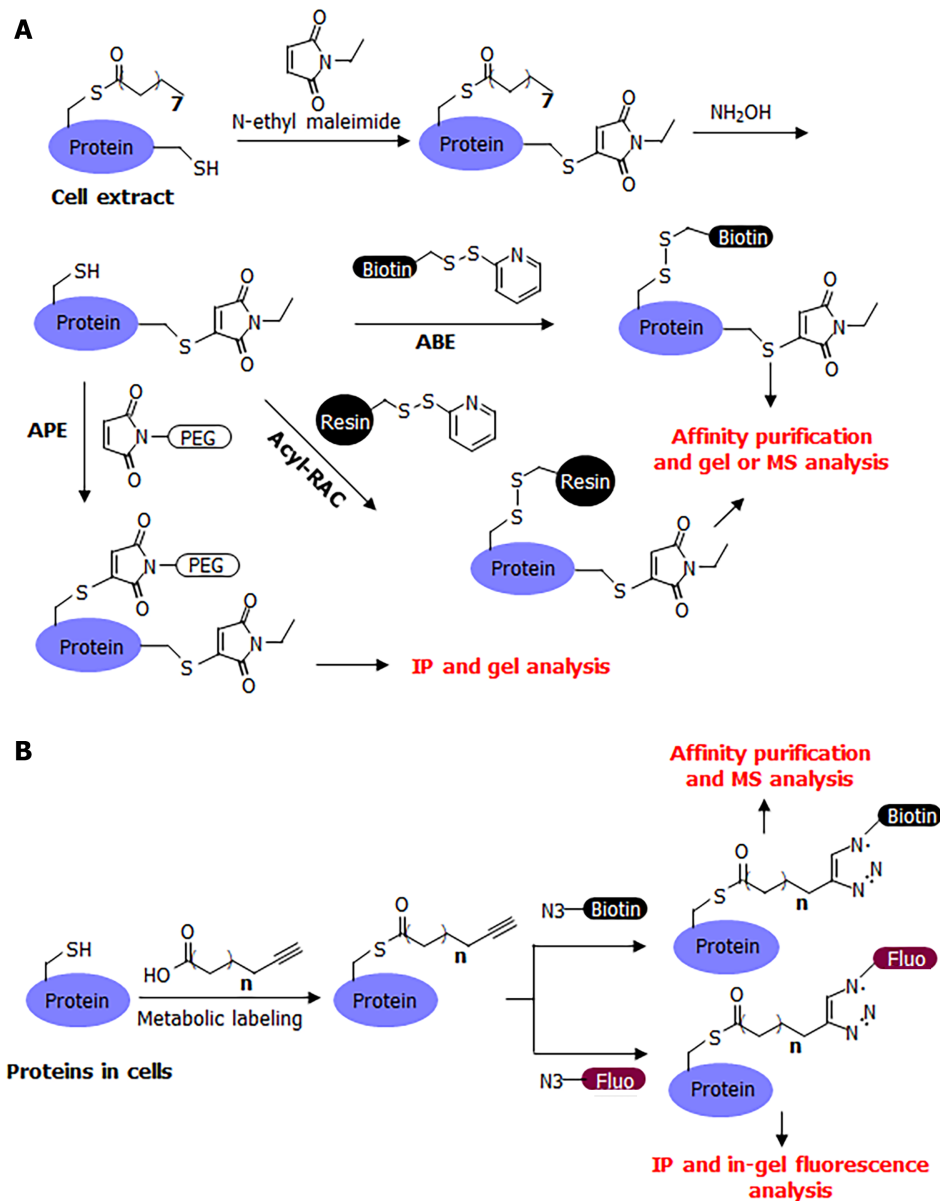 A
O
S
7
Protein
SH
Cell extract
O
N
O
N-ethyl maleimide
O
S
7
Protein
S
O
N
O
NH2OH
SH
Protein
S
O
N
O
Biotin
S
S
N
ABE
S
Biotin
S
Protein
S
O
N
O
APE
O
N
PEG
O
Acyl-RAC
Resin
S
S
N
Affinity purification
and gel or MS analysis
S
Resin
S
Protein
S
O
N
O
O
N
PEG
S
O
Protein
S
O
N
O
IP and gel analysis
B
Affinity purification
and MS analysis
SH
Protein
Proteins in cells
O
HO
n
Metabolic labeling
O
S
n
Protein
N3
Biotin
N3
Fluo
O
S
n
N
N
N
Biotin
Protein
O
S
n
N
N
N
Fluo
Protein
IP and in-gel fluorescence
analysis